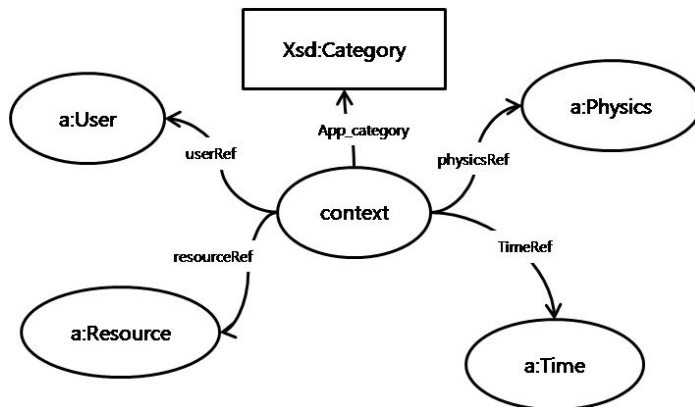 Xsd:Category
a:User
a:Physics
App_category
userRef
physicsRef
context
resourceRef
TimeRef
a:Resource
a:Time